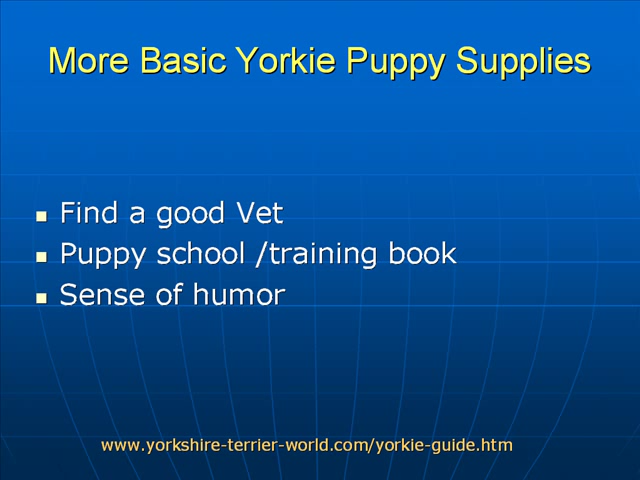 More Basic Yorkie Puppy Supplies
Find a good Vet
Puppy school /training book
Sense of humor
www.yorkshire-terrier-world.com/yorkie-guide.htm